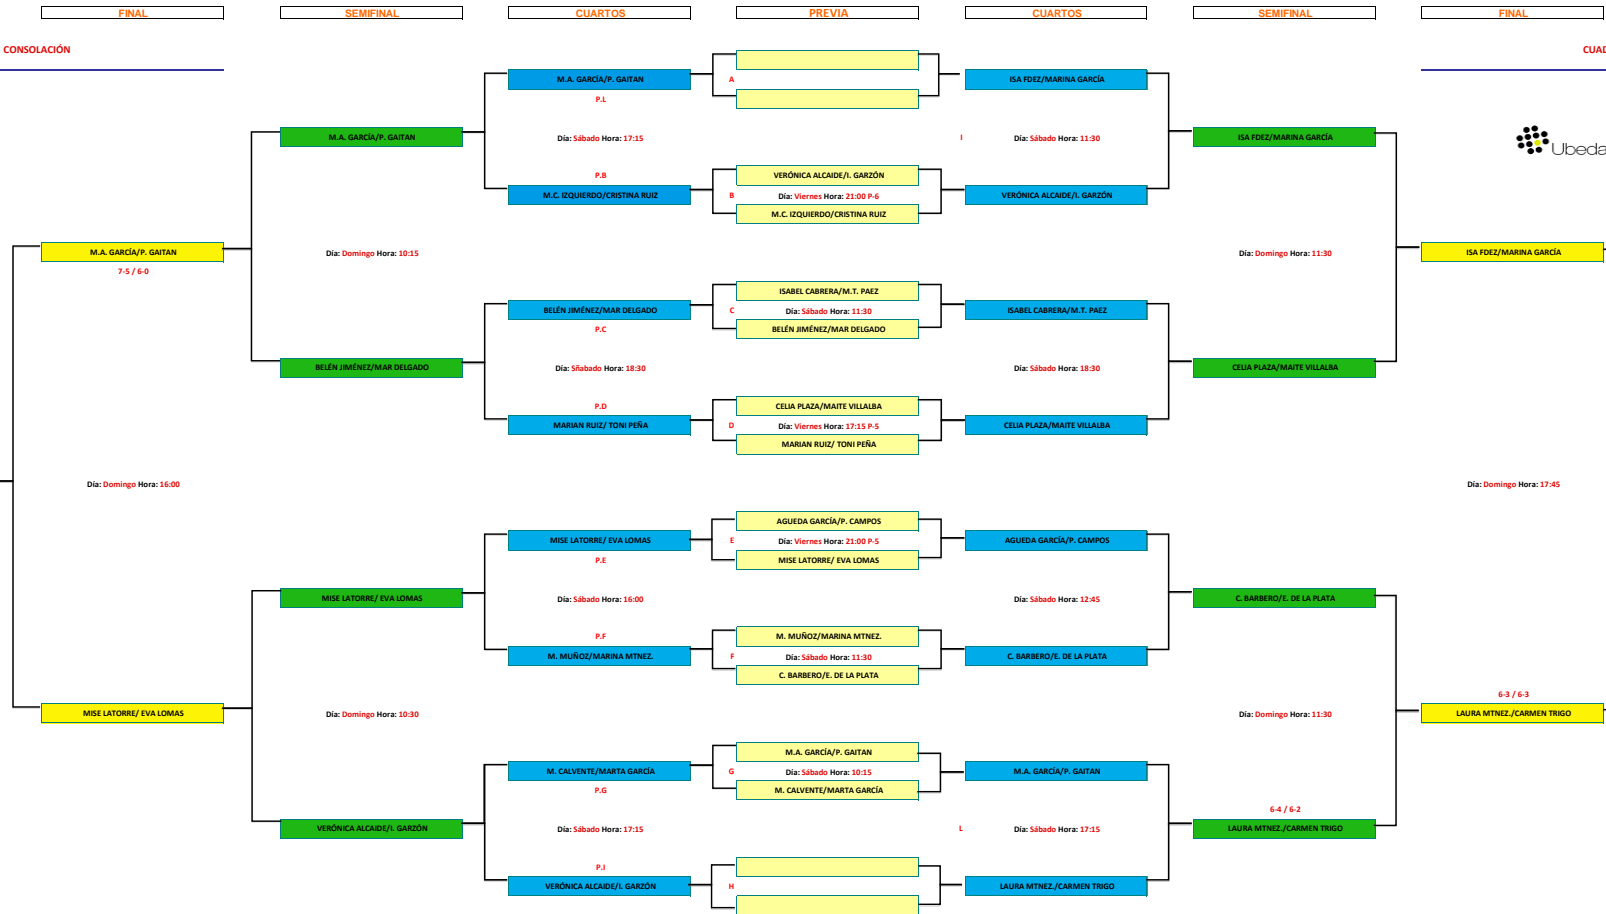 FINAL SEMIFINAL CUARTOS PREVIA CUARTOS SEMIFINAL FINAL
CONSOLACIÓN CUAD
M.A. GARCÍA/P. GAITAN A ISA FDEZ/MARINA GARCÍA
P.L
M.A. GARCÍA/P. GAITAN Día: Sábado Hora: 17:15 I Día: Sábado Hora: 11:30 ISA FDEZ/MARINA GARCÍA
Ubeda
P.B VERÓNICA ALCAIDE/I. GARZÓN
M.C. IZQUIERDO/CRISTINA RUIZ B Día: Viernes Hora: 21:00 P-6 VERÓNICA ALCAIDE/I. GARZÓN
M.C. IZQUIERDO/CRISTINA RUIZ
M.A. GARCÍA/P. GAITAN Día: Domingo Hora: 10:15 Día: Domingo Hora: 11:30 ISA FDEZ/MARINA GARCÍA
7-5 / 6-0
ISABEL CABRERA/M.T. PAEZ
BELÉN JIMÉNEZ/MAR DELGADO C Día: Sábado Hora: 11:30 ISABEL CABRERA/M.T. PAEZ
P.C BELÉN JIMÉNEZ/MAR DELGADO
BELÉN JIMÉNEZ/MAR DELGADO Día: Sñabado Hora: 18:30 Día: Sábado Hora: 18:30 CELIA PLAZA/MAITE VILLALBA
P.D CELIA PLAZA/MAITE VILLALBA
MARIAN RUIZ/ TONI PEÑA D Día: Viernes Hora: 17:15 P-5 CELIA PLAZA/MAITE VILLALBA
MARIAN RUIZ/ TONI PEÑA
Día: Domingo Hora: 16:00 Día: Domingo Hora: 17:45
AGUEDA GARCÍA/P. CAMPOS
MISE LATORRE/ EVA LOMAS E Día: Viernes Hora: 21:00 P-5 AGUEDA GARCÍA/P. CAMPOS
P.E MISE LATORRE/ EVA LOMAS
MISE LATORRE/ EVA LOMAS Día: Sábado Hora: 16:00 Día: Sábado Hora: 12:45 C. BARBERO/E. DE LA PLATA
P.F M. MUÑOZ/MARINA MTNEZ.
M. MUÑOZ/MARINA MTNEZ. F Día: Sábado Hora: 11:30 C. BARBERO/E. DE LA PLATA
C. BARBERO/E. DE LA PLATA
6-3 / 6-3
MISE LATORRE/ EVA LOMAS Día: Domingo Hora: 10:30 Día: Domingo Hora: 11:30 LAURA MTNEZ./CARMEN TRIGO
M.A. GARCÍA/P. GAITAN
M. CALVENTE/MARTA GARCÍA G Día: Sábado Hora: 10:15 M.A. GARCÍA/P. GAITAN
P.G M. CALVENTE/MARTA GARCÍA
6-4 / 6-2
VERÓNICA ALCAIDE/I. GARZÓN Día: Sábado Hora: 17:15 L Día: Sábado Hora: 17:15 LAURA MTNEZ./CARMEN TRIGO
P.I
VERÓNICA ALCAIDE/I. GARZÓN H LAURA MTNEZ./CARMEN TRIGO